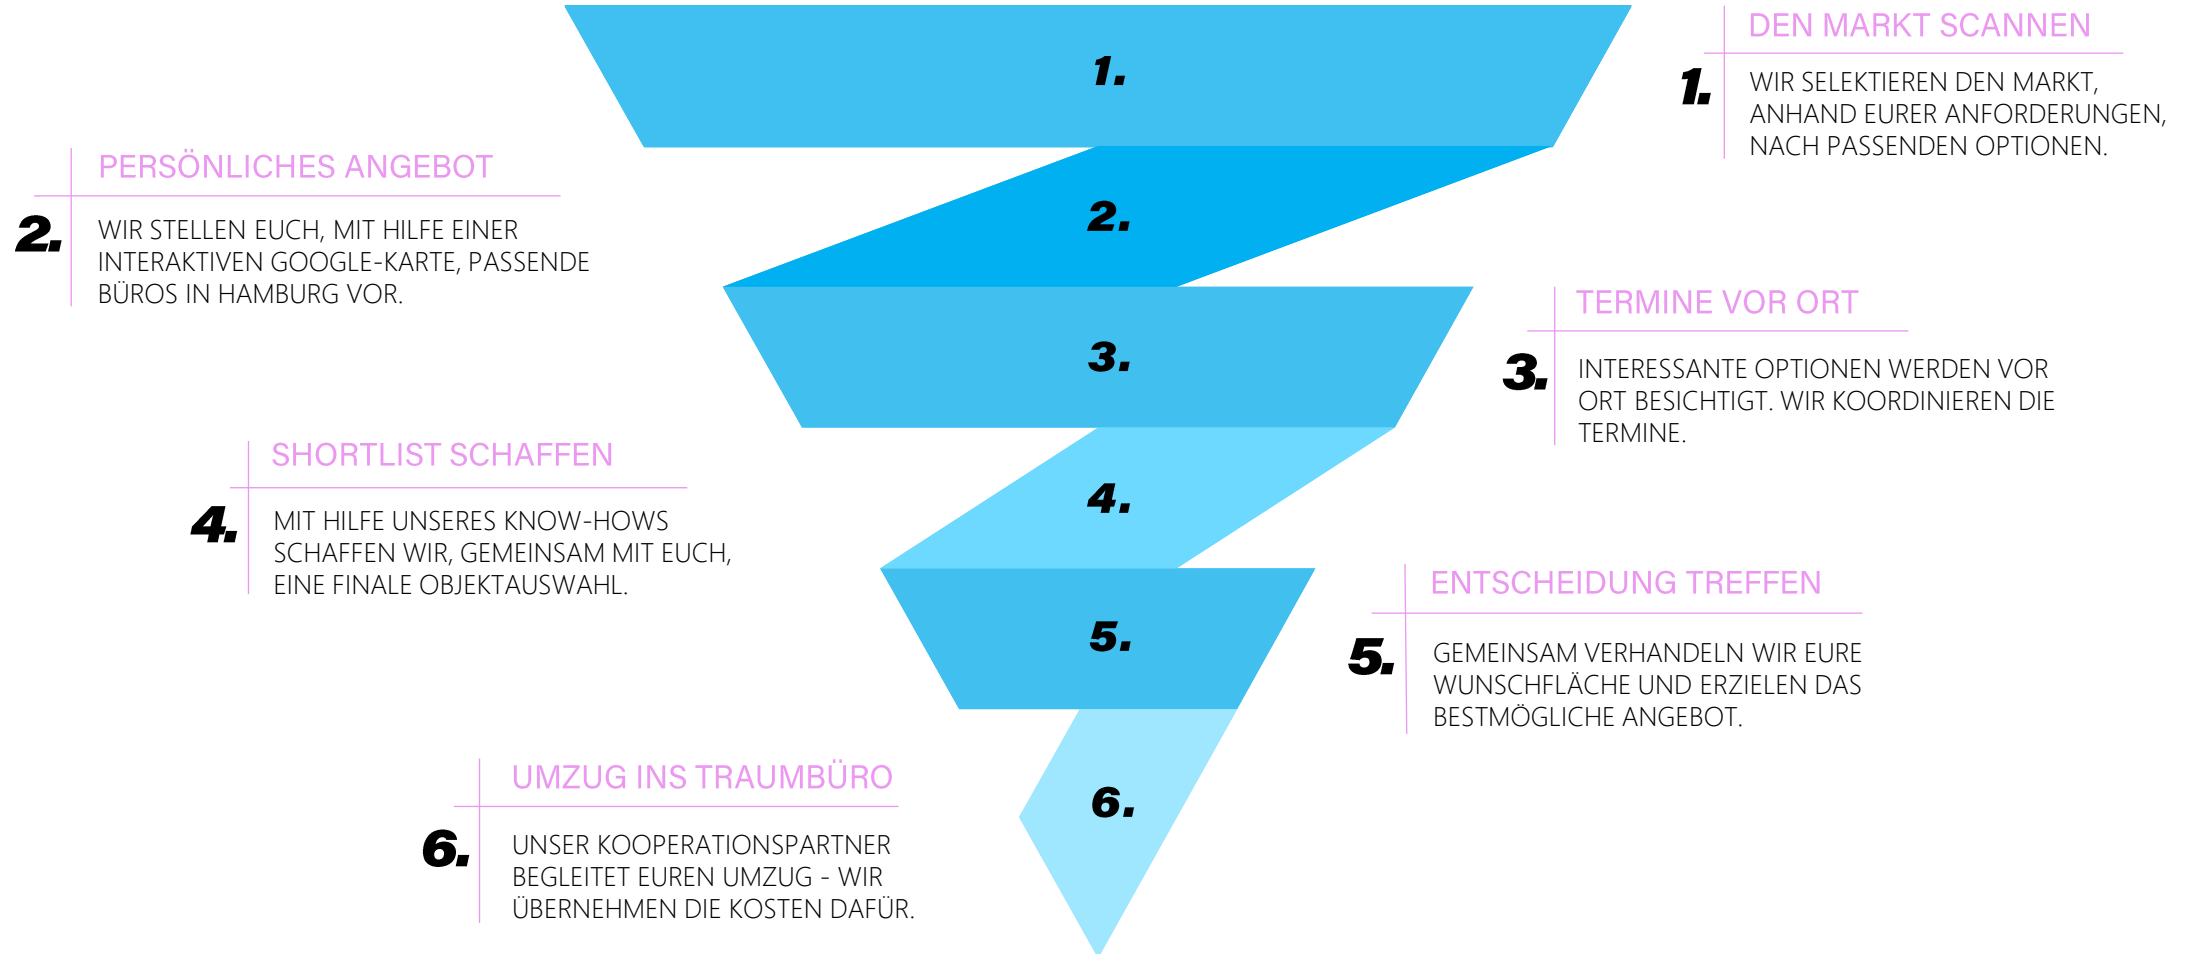 DEN MARKT SCANNEN
1.
WIR SELEKTIEREN DEN MARKT,
ANHAND EURER ANFORDERUNGEN,
NACH PASSENDEN OPTIONEN.
PERSÖNLICHES ANGEBOT
2.
WIR STELLEN EUCH, MIT HILFE EINER
INTERAKTIVEN GOOGLE-KARTE, PASSENDE
BÜROS IN HAMBURG VOR.
TERMINE VOR ORT
3.
INTERESSANTE OPTIONEN WERDEN VOR
ORT BESICHTIGT. WIR KOORDINIEREN DIE
TERMINE.
SHORTLIST SCHAFFEN
4.
MIT HILFE UNSERES KNOW-HOWS
SCHAFFEN WIR, GEMEINSAM MIT EUCH,
EINE FINALE OBJEKTAUSWAHL.
ENTSCHEIDUNG TREFFEN
5.
GEMEINSAM VERHANDELN WIR EURE
WUNSCHFLÄCHE UND ERZIELEN DAS
BESTMÖGLICHE ANGEBOT.
UMZUG INS TRAUMBÜRO
6.
UNSER KOOPERATIONSPARTNER
BEGLEITET EUREN UMZUG - WIR
ÜBERNEHMEN DIE KOSTEN DAFÜR.
1.
2.
3.
4.
5.
6.